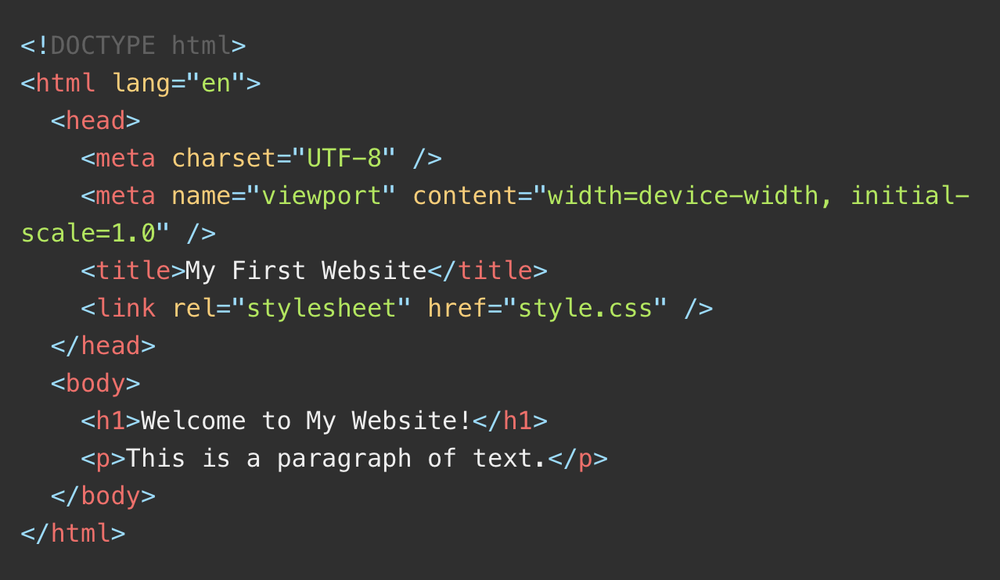 <!DOCTYPE html>
<html lang="en">
  <head>
    <meta charset="UTF-8" />
    <meta name="viewport" content="width=device-width, initial-
scale=1.0" />
    <title>My First Website</title>
    <link rel="stylesheet" href="style.css" />
  </head>
  <body>
    <h1>Welcome to My Website!</h1>
    <p>This is a paragraph of text.</p>
  </body>
</html>